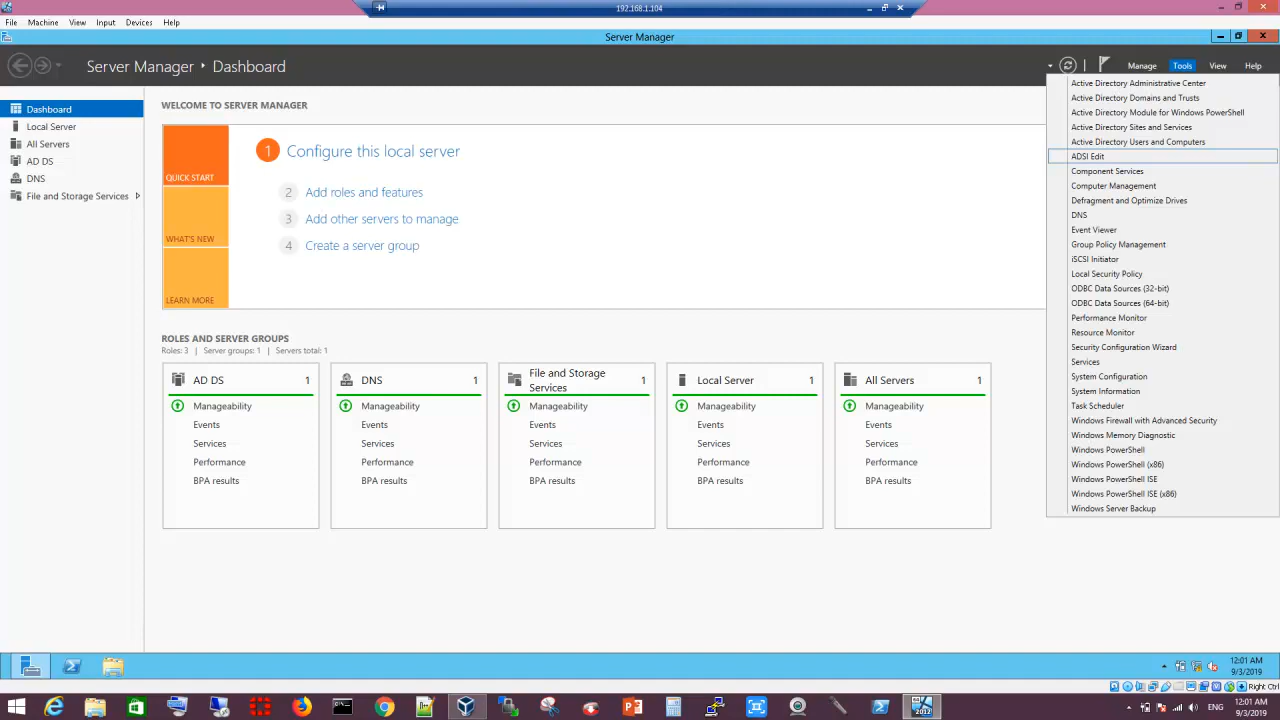 192.168.1.104
File Machine View Input Devices Help
Server Manager
Server Manager ‣ Dashboard
Manage Tools View Help
Dashboard
Local Server
All Servers
AD DS
DNS
File and Storage Services
WELCOME TO SERVER MANAGER
QUICK START
WHAT'S NEW
LEARN MORE
1 Configure this local server
2 Add roles and features
3 Add other servers to manage
4 Create a server group
ROLES AND SERVER GROUPS
Roles: 3 | Server groups: 1 | Servers total: 1
AD DS 1
Manageability
Events
Services
Performance
BPA results
DNS 1
Manageability
Events
Services
Performance
BPA results
File and Storage
Services 1
Manageability
Events
Services
Performance
BPA results
Local Server 1
Manageability
Events
Services
Performance
BPA results
All Servers 1
Manageability
Events
Services
Performance
BPA results
Active Directory Administrative Center
Active Directory Domains and Trusts
Active Directory Module for Windows PowerShell
Active Directory Sites and Services
Active Directory Users and Computers
ADSI Edit
Component Services
Computer Management
Defragment and Optimize Drives
DNS
Event Viewer
Group Policy Management
iSCSI Initiator
Local Security Policy
ODBC Data Sources (32-bit)
ODBC Data Sources (64-bit)
Performance Monitor
Resource Monitor
Security Configuration Wizard
Services
System Configuration
System Information
Task Scheduler
Windows Firewall with Advanced Security
Windows Memory Diagnostic
Windows PowerShell
Windows PowerShell (x86)
Windows PowerShell ISE
Windows PowerShell ISE (x86)
Windows Server Backup
12:01 AM
9/3/2019
Right Ctrl
2012
ENG
12:01 AM
9/3/2019